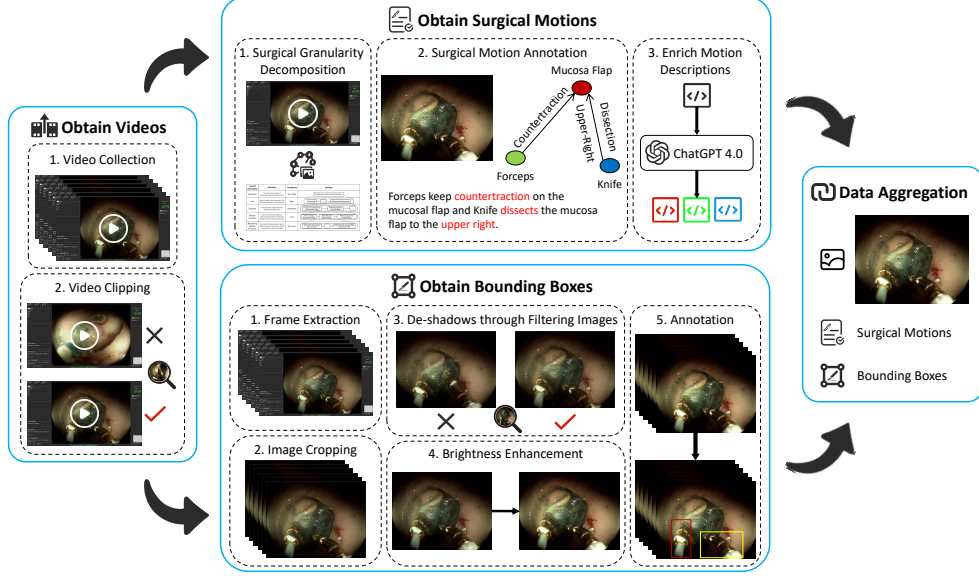 Obtain Videos
1. Video Collection
2. Video Clipping
Obtain Surgical Motions
1. Surgical Granularity
Decomposition
2. Surgical Motion Annotation
Mucosa Flap
Countertraction
Upper-Right
Dissection
Forceps
Knife
Forceps keep countertraction on the
mucosal flap and Knife dissects the mucosa
flap to the upper right.
3. Enrich Motion
Descriptions
</>
ChatGPT 4.0
</> </> </>
Obtain Bounding Boxes
1. Frame Extraction
2. Image Cropping
3. De-shadows through Filtering Images
4. Brightness Enhancement
5. Annotation
Data Aggregation
Surgical Motions
Bounding Boxes